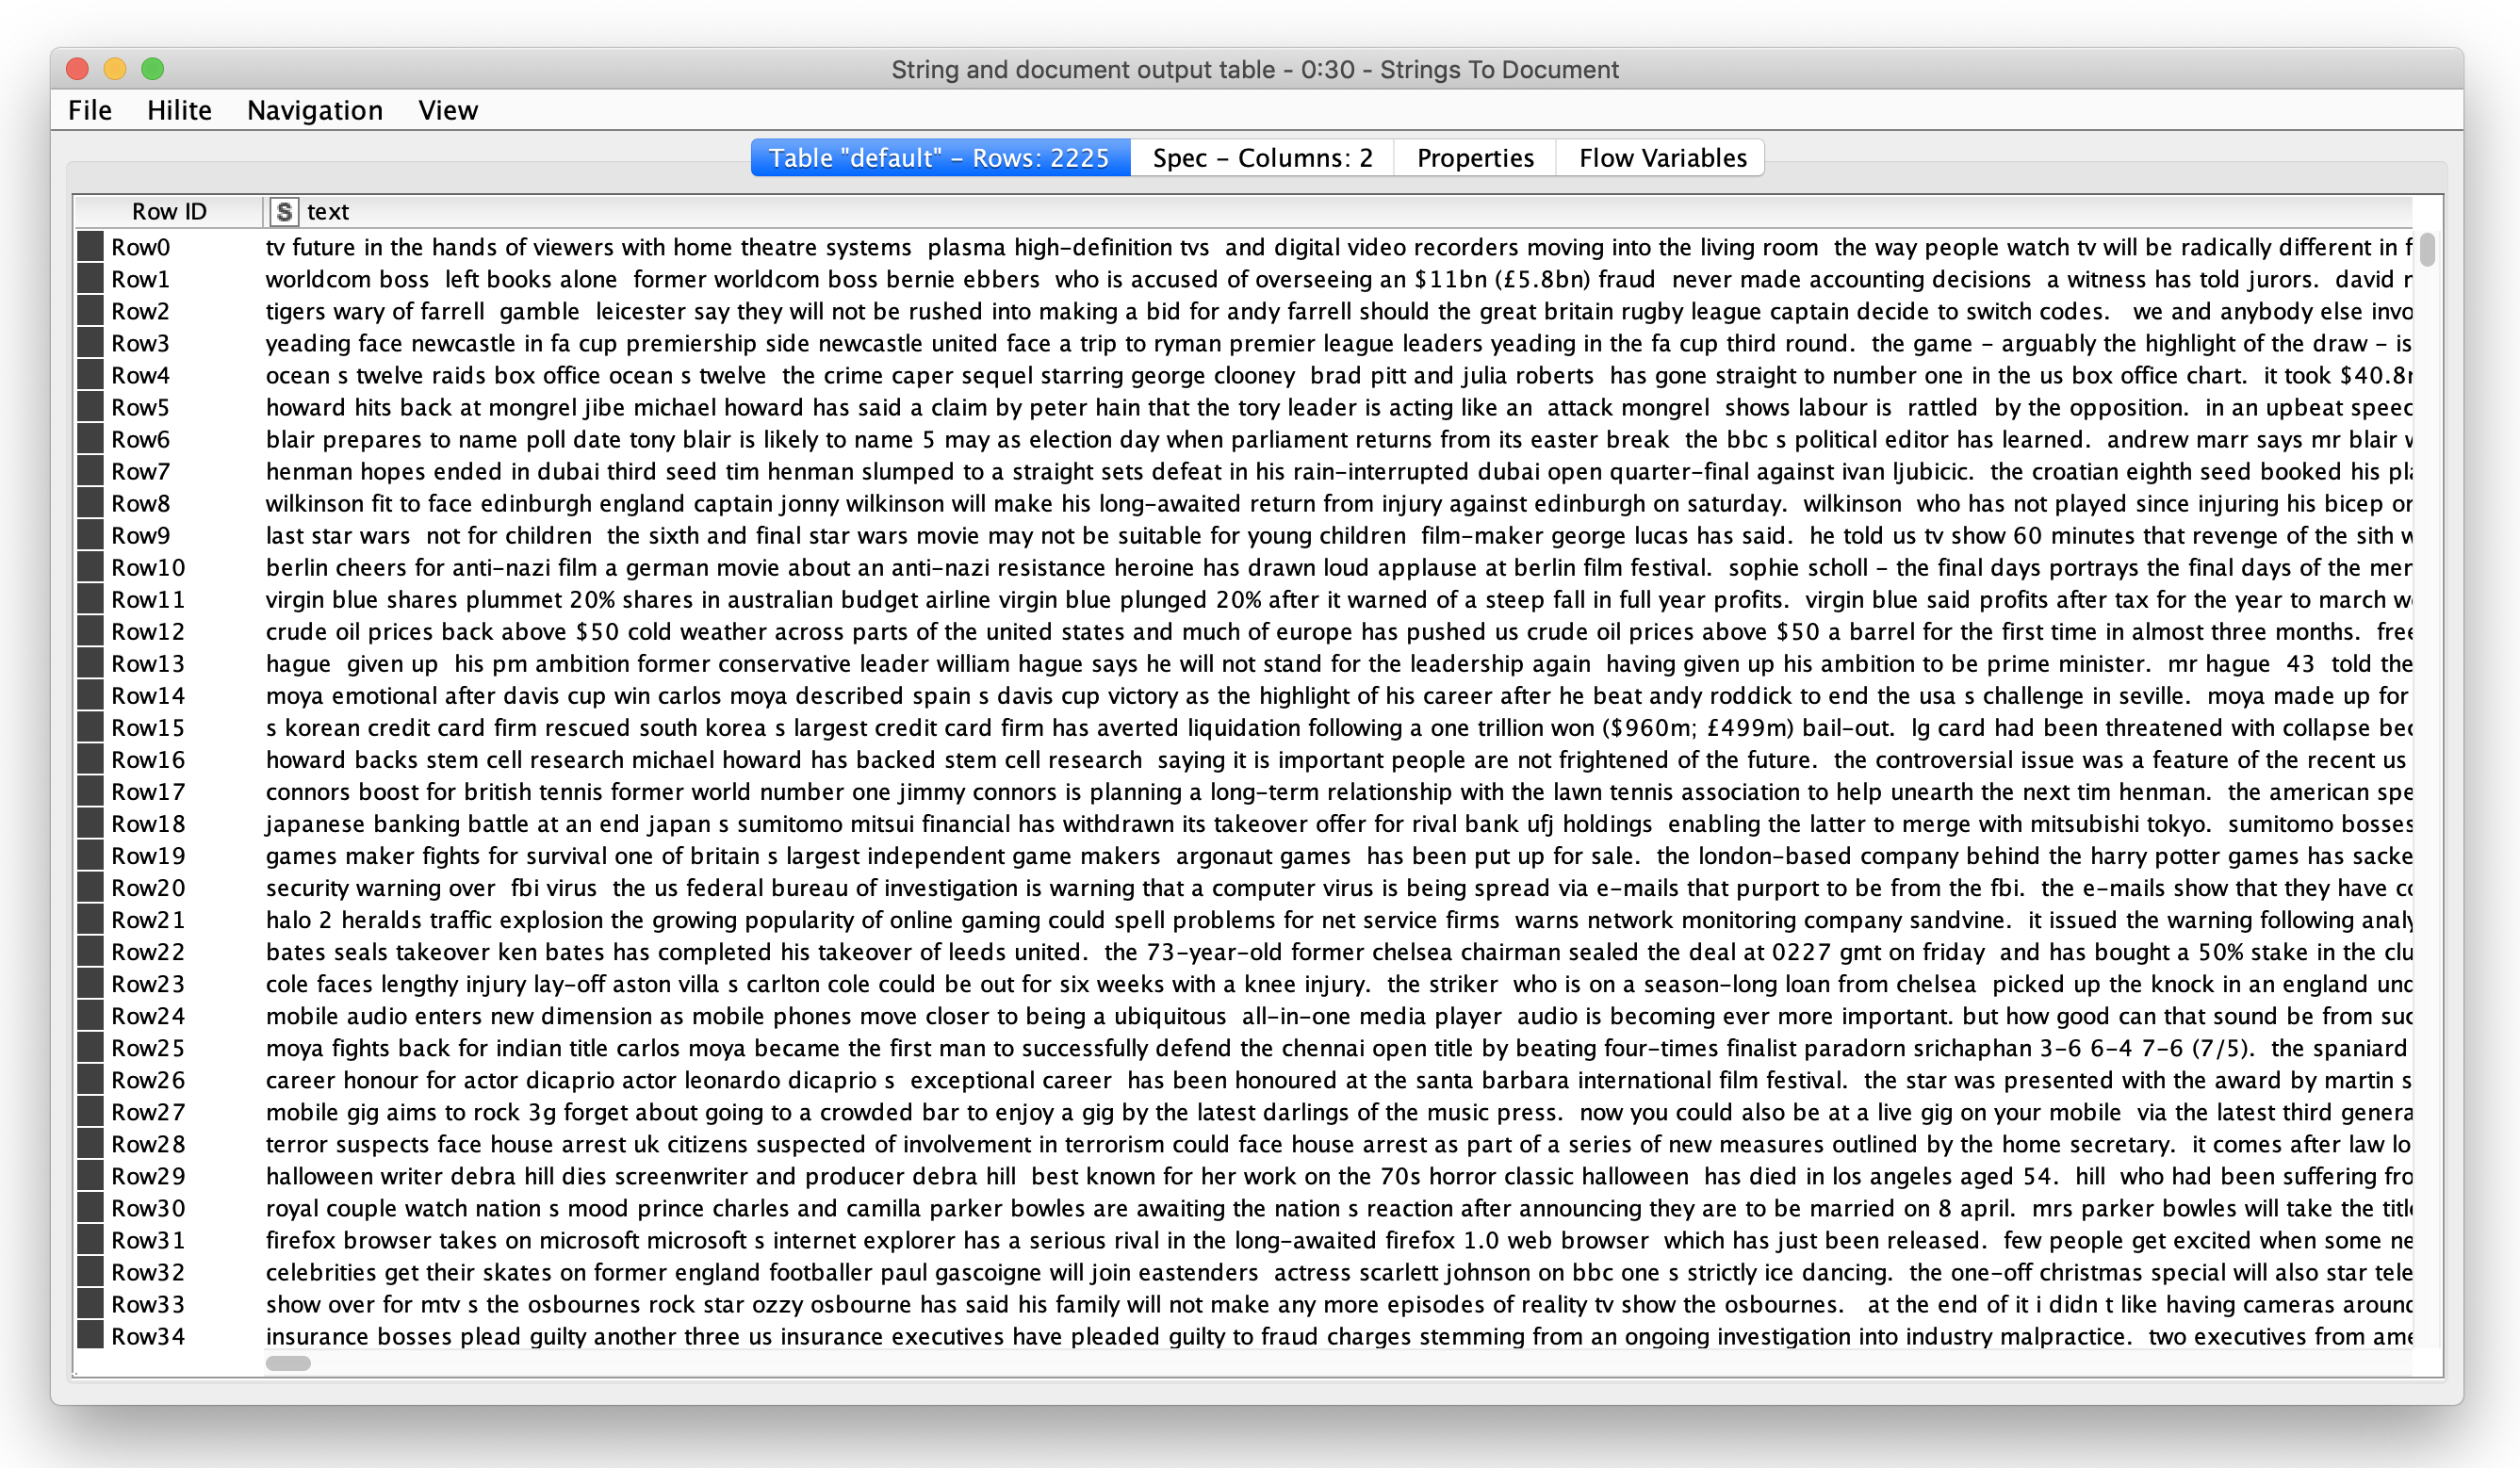 String and document output table - 0:30 - Strings To Document
File Hilite Navigation View
Table "default" - Rows: 2225 Spec - Columns: 2 Properties Flow Variables
Row ID S text
Row0 tv future in the hands of viewers with home theatre systems plasma high-definition tvs and digital video recorders moving into the living room the way people watch tv will be radically different in f
Row1 worldcom boss left books alone former worldcom boss bernie ebbers who is accused of overseeing an $11bn (£5.8bn) fraud never made accounting decisions a witness has told jurors. david
Row2 tigers wary of farrell gamble leicester say they will not be rushed into making a bid for andy farrell should the great britain rugby league captain decide to switch codes. we and anybody else invo
Row3 yeading face newcastle in fa cup premiership side newcastle united face a trip to ryman premier league leaders yeading in the fa cup third round. the game - arguably the highlight of the draw - is
Row4 ocean s twelve raids box office ocean s twelve the crime caper sequel starring george clooney brad pitt and julia roberts has gone straight to number one in the us box office chart. it took $40.8
Row5 howard hits back at mongrel jibe michael howard has said a claim by peter hain that the tory leader is acting like an attack mongrel shows labour is rattled by the opposition. in an upbeat speec
Row6 blair prepares to name poll date tony blair is likely to name 5 may as election day when parliament returns from its easter break the bbc s political editor has learned. andrew marr says mr blair
Row7 henman hopes ended in dubai third seed tim henman slumped to a straight sets defeat in his rain-interrupted dubai open quarter-final against ivan ljubicic. the croatian eighth seed booked his pla
Row8 wilkinson fit to face edinburgh england captain jonny wilkinson will make his long-awaited return from injury against edinburgh on saturday. wilkinson who has not played since injuring his bicep or
Row9 last star wars not for children the sixth and final star wars movie may not be suitable for young children film-maker george lucas has said. he told us tv show 60 minutes that revenge of the sith w
Row10 berlin cheers for anti-nazi film a german movie about an anti-nazi resistance heroine has drawn loud applause at berlin film festival. sophie scholl - the final days portrays the final days of the mer
Row11 virgin blue shares plummet 20% shares in australian budget airline virgin blue plunged 20% after it warned of a steep fall in full year profits. virgin blue said profits after tax for the year to march w
Row12 crude oil prices back above $50 cold weather across parts of the united states and much of europe has pushed us crude oil prices above $50 a barrel for the first time in almost three months. free
Row13 hague given up his pm ambition former conservative leader william hague says he will not stand for the leadership again having given up his ambition to be prime minister. mr hague 43 told the
Row14 moya emotional after davis cup win carlos moya described spain s davis cup victory as the highlight of his career after he beat andy roddick to end the usa s challenge in seville. moya made up for
Row15 s korean credit card firm rescued south korea s largest credit card firm has averted liquidation following a one trillion won ($960m; £499m) bail-out. lg card had been threatened with collapse bec
Row16 howard backs stem cell research michael howard has backed stem cell research saying it is important people are not frightened of the future. the controversial issue was a feature of the recent us
Row17 connors boost for british tennis former world number one jimmy connors is planning a long-term relationship with the lawn tennis association to help unearth the next tim henman. the american spe
Row18 japanese banking battle at an end japan s sumitomo mitsui financial has withdrawn its takeover offer for rival bank ufj holdings enabling the latter to merge with mitsubishi tokyo. sumitomo bosses
Row19 games maker fights for survival one of britain s largest independent game makers argonaut games has been put up for sale. the london-based company behind the harry potter games has sacke
Row20 security warning over fbi virus the us federal bureau of investigation is warning that a computer virus is being spread via e-mails that purport to be from the fbi. the e-mails show that they have co
Row21 halo 2 heralds traffic explosion the growing popularity of online gaming could spell problems for net service firms warns network monitoring company sandvine. it issued the warning following analy
Row22 bates seals takeover ken bates has completed his takeover of leeds united. the 73-year-old former chelsea chairman sealed the deal at 0227 gmt on friday and has bought a 50% stake in the clu
Row23 cole faces lengthy injury lay-off aston villa s carlton cole could be out for six weeks with a knee injury. the striker who is on a season-long loan from chelsea picked up the knock in an england und
Row24 mobile audio enters new dimension as mobile phones move closer to being a ubiquitous all-in-one media player audio is becoming ever more important. but how good can that sound be from suc
Row25 moya fights back for indian title carlos moya became the first man to successfully defend the chennai open title by beating four-times finalist paradorn srichaphan 3-6 6-4 7-6 (7/5). the spaniard
Row26 career honour for actor dicaprio actor leonardo dicaprio s exceptional career has been honoured at the santa barbara international film festival. the star was presented with the award by martin s
Row27 mobile gig aims to rock 3g forget about going to a crowded bar to enjoy a gig by the latest darlings of the music press. now you could also be at a live gig on your mobile via the latest third genera
Row28 terror suspects face house arrest uk citizens suspected of involvement in terrorism could face house arrest as part of a series of new measures outlined by the home secretary. it comes after law lo
Row29 halloween writer debra hill dies screenwriter and producer debra hill best known for her work on the 70s horror classic halloween has died in los angeles aged 54. hill who had been suffering fro
Row30 royal couple watch nation s mood prince charles and camilla parker bowles are awaiting the nation s reaction after announcing they are to be married on 8 april. mrs parker bowles will take the title
Row31 firefox browser takes on microsoft microsoft s internet explorer has a serious rival in the long-awaited firefox 1.0 web browser which has just been released. few people get excited when some ne
Row32 celebrities get their skates on former england footballer paul gascoigne will join eastenders actress scarlett johnson on bbc one s strictly ice dancing. the one-off christmas special will also star tele
Row33 show over for mtv s the osbournes rock star ozzy osbourne has said his family will not make any more episodes of reality tv show the osbournes. at the end of it i didn t like having cameras around
Row34 insurance bosses plead guilty another three us insurance executives have pleaded guilty to fraud charges stemming from an ongoing investigation into industry malpractice. two executives from ame